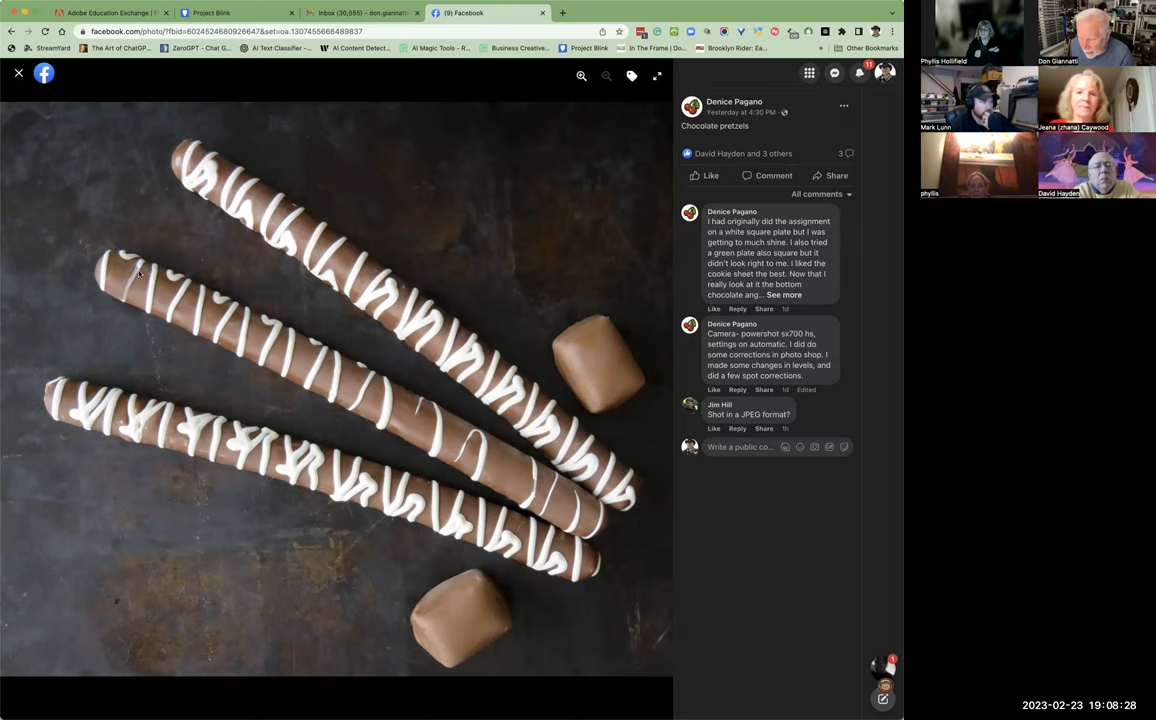 Adobe Education Exchange | F
Project Blink
Inbox (30,555) - don.giannatti
(9) Facebook
facebook.com/photo/?fbid=6024524680926647&set=oa.1307455666489837
StreamYard
The Art of ChatGP...
ZeroGPT - Chat G...
AI Text Classifier -...
AI Content Detect...
AI Magic Tools - R...
Business Creative...
Project Blink
In The Frame | Do...
Brooklyn Rider: Ea...
»
Other Bookmarks
11
Denice Pagano
Yesterday at 4:30 PM ·
Chocolate pretzels
David Hayden and 3 others
3
Like
Comment
Share
All comments
Denice Pagano
I had originally did the assignment
on a white square plate but I was
getting to much shine. I also tried
a green plate also square but it
didn't look right to me. I liked the
cookie sheet the best. Now that I
really look at it the bottom
chocolate ang... See more
Like Reply Share 1d
Denice Pagano
Camera- powershot sx700 hs,
settings on automatic. I did do
some corrections in photo shop. I
made some changes in levels, and
did a few spot corrections.
Like Reply Share 1d Edited
Jim Hill
Shot in a JPEG format?
Like Reply Share 1h
Write a public co...
1
Phyllis Hollifield
Don Giannatti
Mark Lunn
Jeana (zhana) Caywood
phyllis
David Hayden
2023-02-23 19:08:28